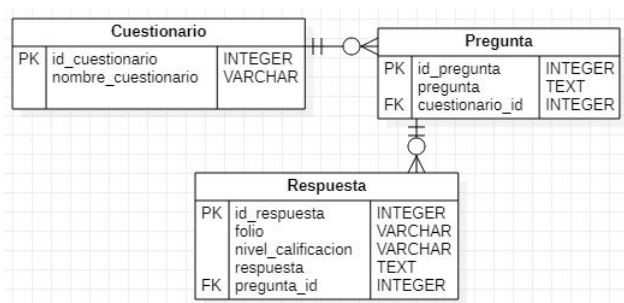 Cuestionario
PK id_cuestionario INTEGER
nombre_cuestionario VARCHAR
Pregunta
PK id_pregunta INTEGER
pregunta TEXT
FK cuestionario_id INTEGER
Respuesta
PK id_respuesta INTEGER
folio VARCHAR
nivel_calificacion VARCHAR
respuesta TEXT
FK pregunta_id INTEGER